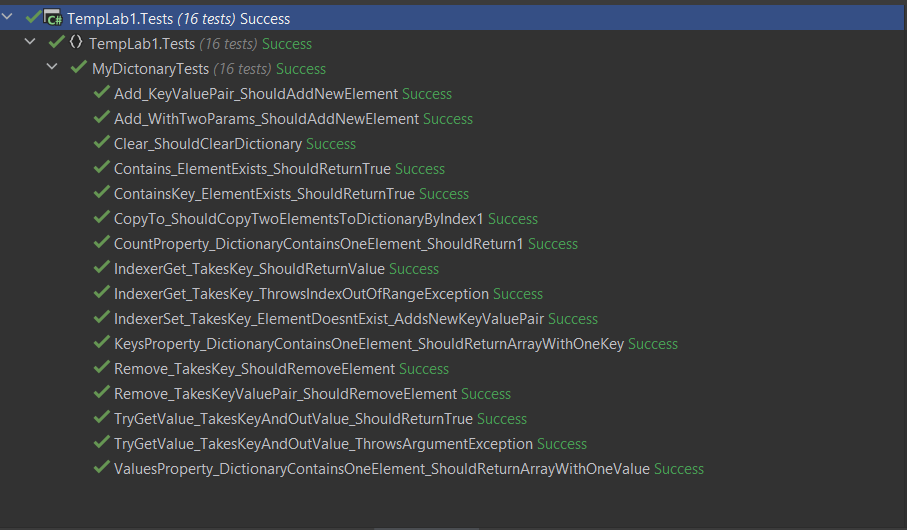 C# TempLab1.Tests (16 tests) Success
{} TempLab1.Tests (16 tests) Success
MyDictonaryTests (16 tests) Success
Add_KeyValuePair_ShouldAddNewElement Success
Add_WithTwoParams_ShouldAddNewElement Success
Clear_ShouldClearDictionary Success
Contains_ElementExists_ShouldReturnTrue Success
ContainsKey_ElementExists_ShouldReturnTrue Success
CopyTo_ShouldCopyTwoElementsToDictionaryByIndex1 Success
CountProperty_DictionaryContainsOneElement_ShouldReturn1 Success
IndexerGet_TakesKey_ShouldReturnValue Success
IndexerGet_TakesKey_ThrowsIndexOutOfRangeException Success
IndexerSet_TakesKey_ElementDoesntExist_AddsNewKeyValuePair Success
KeysProperty_DictionaryContainsOneElement_ShouldReturnArrayWithOneKey Success
Remove_TakesKey_ShouldRemoveElement Success
Remove_TakesKeyValuePair_ShouldRemoveElement Success
TryGetValue_TakesKeyAndOutValue_ShouldReturnTrue Success
TryGetValue_TakesKeyAndOutValue_ThrowsArgumentException Success
ValuesProperty_DictionaryContainsOneElement_ShouldReturnArrayWithOneValue Success